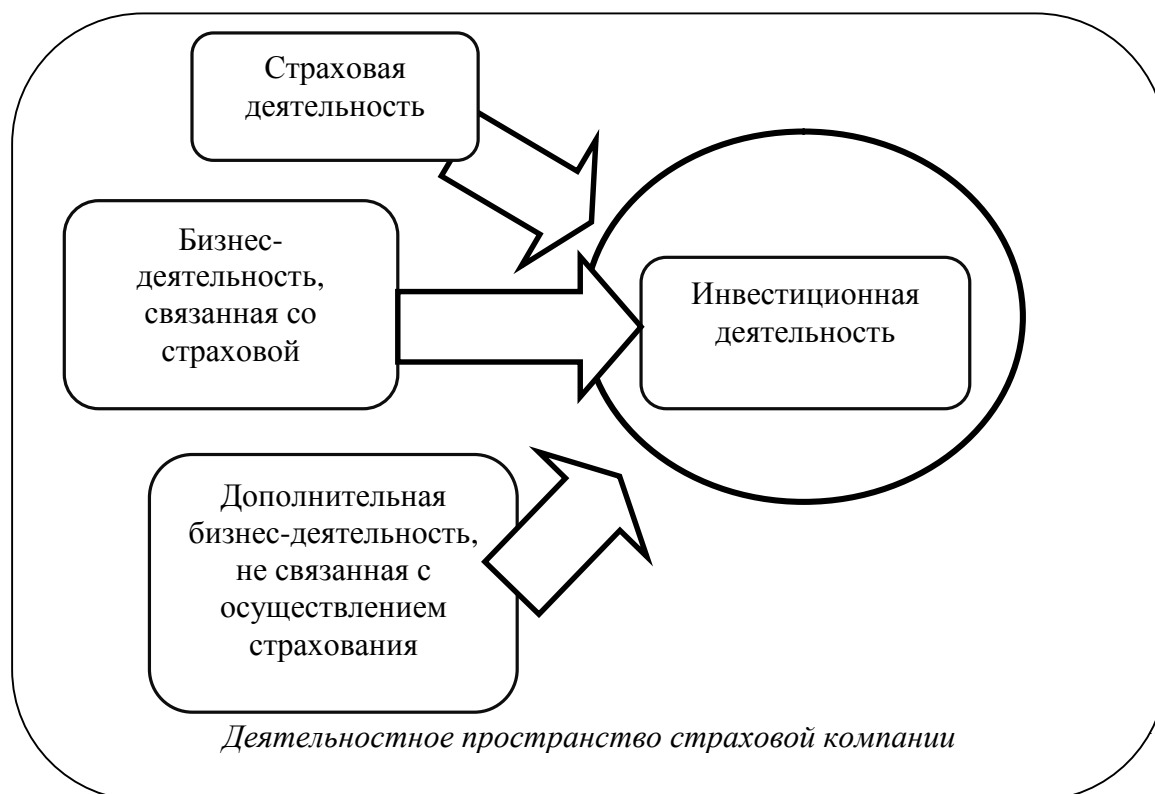 Страховая
деятельность
Бизнес-
деятельность,
связанная со
страховой
Инвестиционная
деятельность
Дополнительная
бизнес-деятельность,
не связанная с
осуществлением
страхования
Деятельностное пространство страховой компании